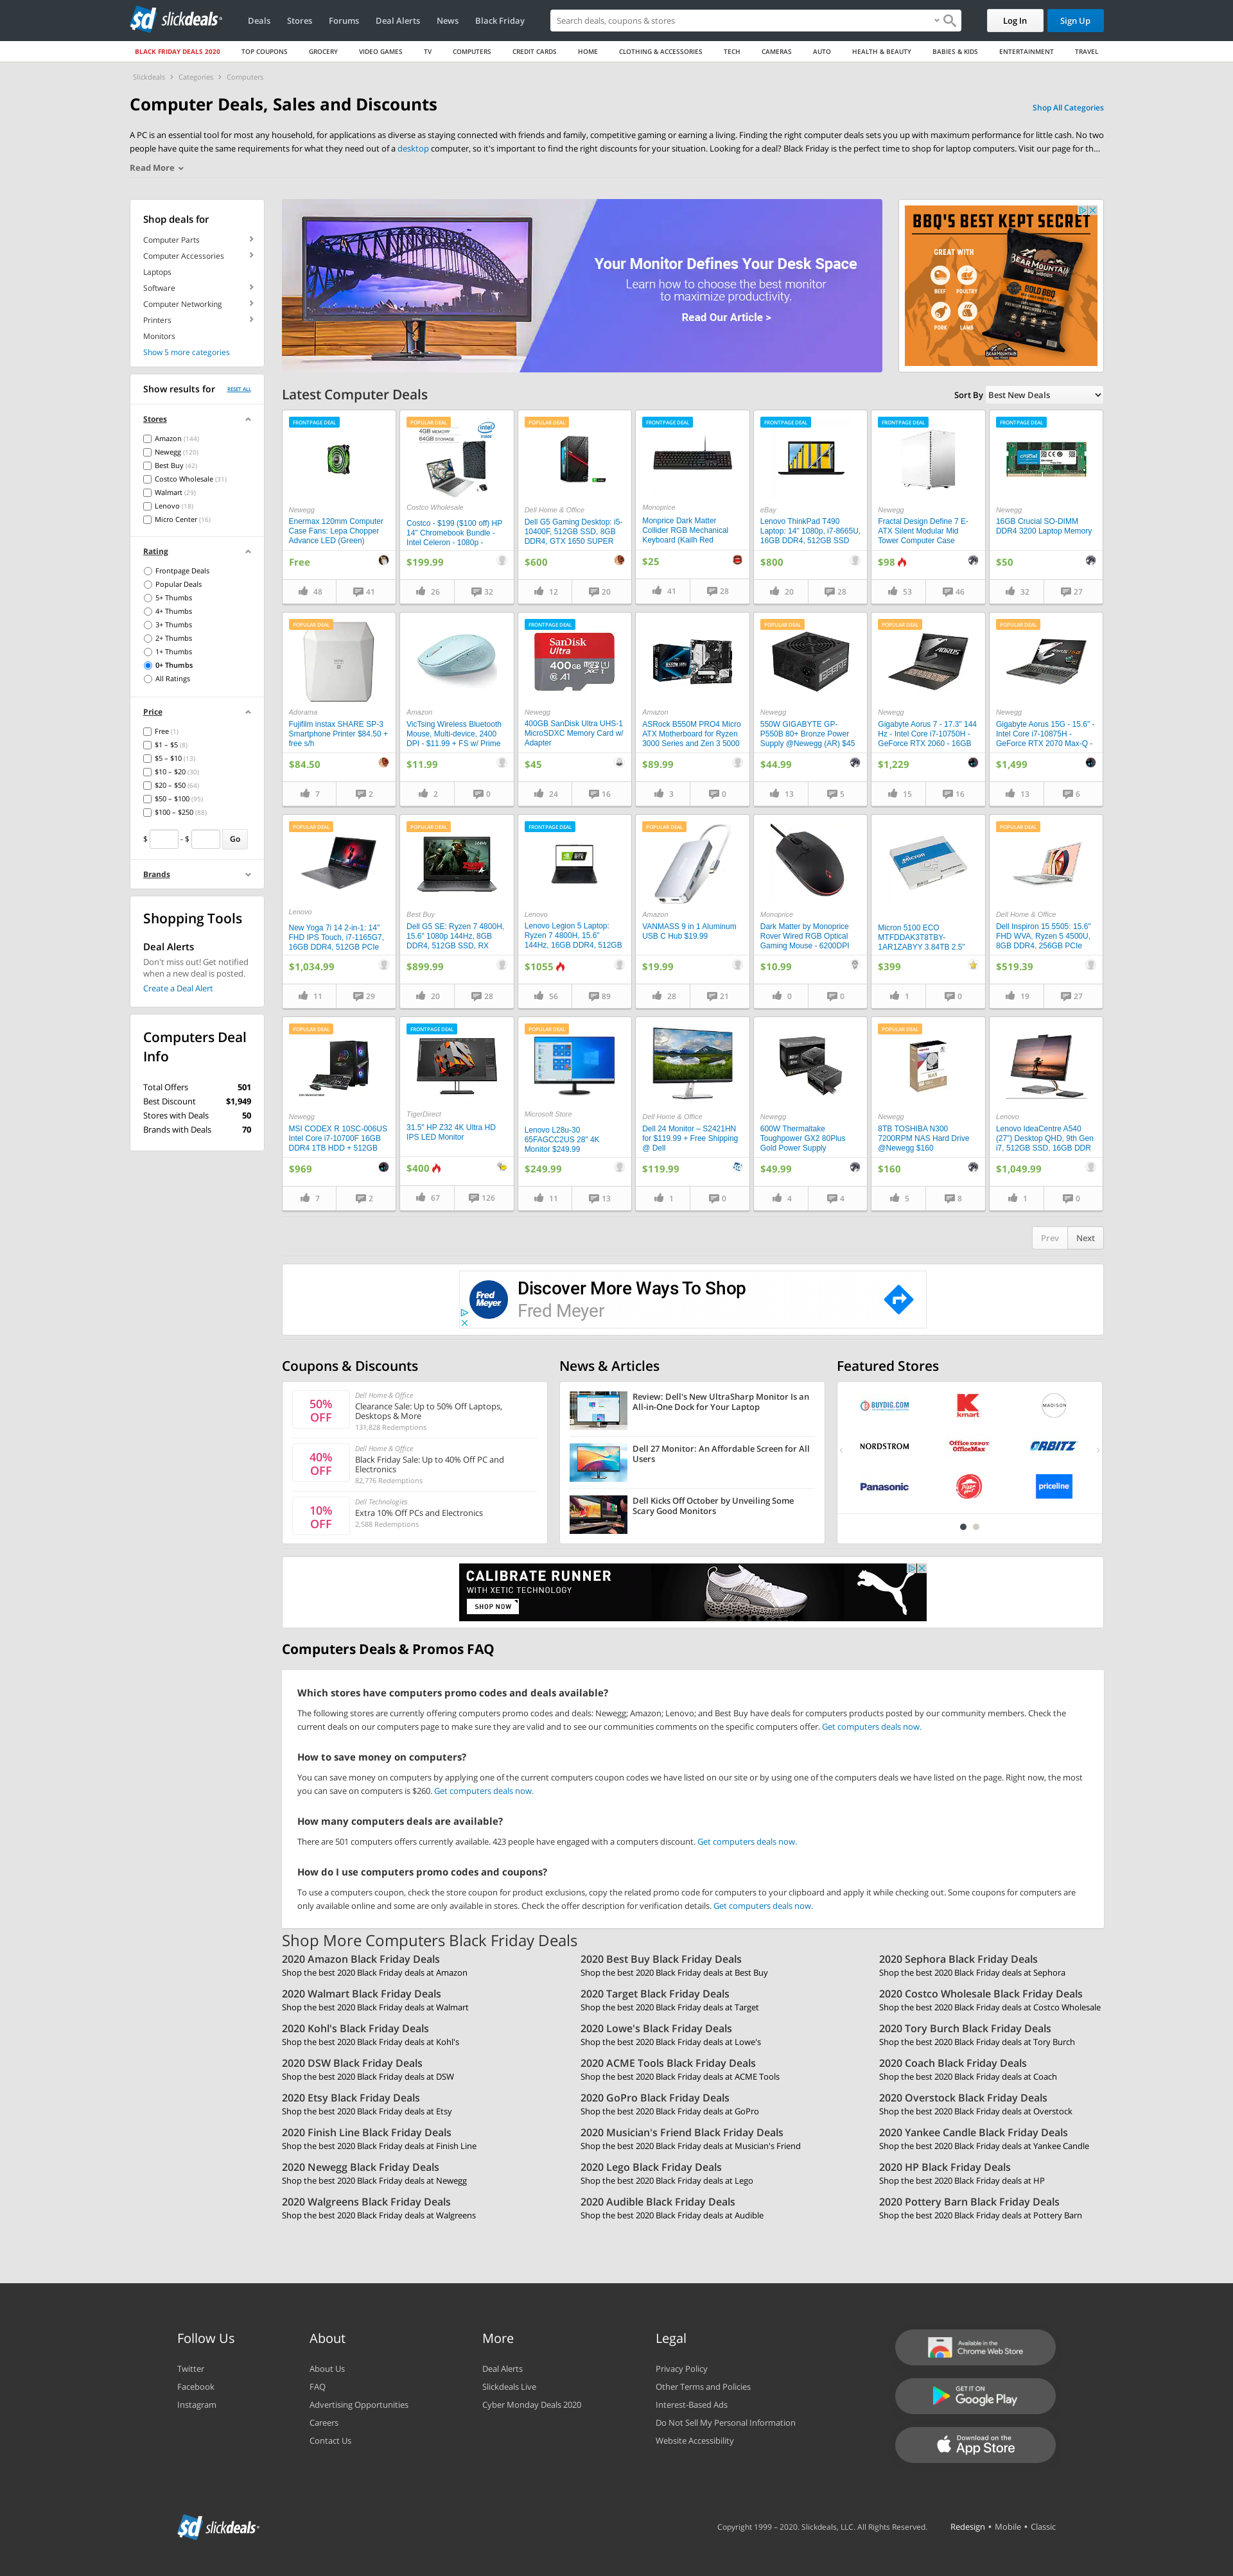 slickdeals
Deals
Stores
Forums
Deal Alerts
News
Black Friday
Search deals, coupons & stores
Log In
Sign Up
BLACK FRIDAY DEALS 2020
TOP COUPONS
GROCERY
VIDEO GAMES
TV
COMPUTERS
CREDIT CARDS
HOME
CLOTHING & ACCESSORIES
TECH
CAMERAS
AUTO
HEALTH & BEAUTY
BABIES & KIDS
ENTERTAINMENT
TRAVEL
Slickdeals › Categories › Computers
Computer Deals, Sales and Discounts
Shop All Categories
A PC is an essential tool for most any household, for applications as diverse as staying connected with friends and family, competitive gaming or earning a living. Finding the right computer deals sets you up with maximum performance for little cash. No two
people have quite the same requirements for what they need out of a desktop computer, so it's important to find the right discounts for your situation. Looking for a deal? Black Friday is the perfect time to shop for laptop computers. Visit our page for th...
Read More
Shop deals for
Computer Parts
Computer Accessories
Laptops
Software
Computer Networking
Printers
Monitors
Show 5 more categories
Show results for
RESET ALL
Stores
Amazon (144)
Newegg (120)
Best Buy (42)
Costco Wholesale (31)
Walmart (29)
Lenovo (18)
Micro Center (16)
Rating
Frontpage Deals
Popular Deals
5+ Thumbs
4+ Thumbs
3+ Thumbs
2+ Thumbs
1+ Thumbs
0+ Thumbs
All Ratings
Price
Free (1)
$1 – $5 (8)
$5 – $10 (13)
$10 – $20 (30)
$20 – $50 (64)
$50 – $100 (95)
$100 – $250 (88)
$ - $ Go
Brands
Shopping Tools
Deal Alerts
Don't miss out! Get notified
when a new deal is posted.
Create a Deal Alert
Computers Deal
Info
Total Offers 501
Best Discount $1,949
Stores with Deals 50
Brands with Deals 70
Your Monitor Defines Your Desk Space
Learn how to choose the best monitor
to maximize productivity.
Read Our Article >
BBQ'S BEST KEPT SECRET
GREAT WITH
BEEF
POULTRY
PORK
LAMB
BEAR MOUNTAIN
BBQ WOODS
BOLD BBQ
BEAR MOUNTAIN
Latest Computer Deals
Sort By Best New Deals
FRONTPAGE DEAL
Newegg
Enermax 120mm Computer
Case Fans: Lepa Chopper
Advance LED (Green)
Free
48 41
POPULAR DEAL
4GB MEMORY
64GB STORAGE
intel
Costco Wholesale
Costco - $199 ($100 off) HP
14" Chromebook Bundle -
Intel Celeron - 1080p -
$199.99
26 32
POPULAR DEAL
Dell Home & Office
Dell G5 Gaming Desktop: i5-
10400F, 512GB SSD, 8GB
DDR4, GTX 1650 SUPER
$600
12 20
FRONTPAGE DEAL
Monoprice
Monprice Dark Matter
Collider RGB Mechanical
Keyboard (Kailh Red
$25
41 28
FRONTPAGE DEAL
eBay
Lenovo ThinkPad T490
Laptop: 14" 1080p, i7-8665U,
16GB DDR4, 512GB SSD
$800
20 28
FRONTPAGE DEAL
Newegg
Fractal Design Define 7 E-
ATX Silent Modular Mid
Tower Computer Case
$98
53 46
FRONTPAGE DEAL
crucial
Newegg
16GB Crucial SO-DIMM
DDR4 3200 Laptop Memory
$50
32 27
POPULAR DEAL
Adorama
Fujifilm instax SHARE SP-3
Smartphone Printer $84.50 +
free s/h
$84.50
7 2
Amazon
VicTsing Wireless Bluetooth
Mouse, Multi-device, 2400
DPI - $11.99 + FS w/ Prime
$11.99
2 0
FRONTPAGE DEAL
SanDisk
Ultra
400GB
A1
Newegg
400GB SanDisk Ultra UHS-1
MicroSDXC Memory Card w/
Adapter
$45
24 16
Amazon
ASRock B550M PRO4 Micro
ATX Motherboard for Ryzen
3000 Series and Zen 3 5000
$89.99
3 0
POPULAR DEAL
Newegg
550W GIGABYTE GP-
P550B 80+ Bronze Power
Supply @Newegg (AR) $45
$44.99
13 5
POPULAR DEAL
AORUS
Newegg
Gigabyte Aorus 7 - 17.3" 144
Hz - Intel Core i7-10750H -
GeForce RTX 2060 - 16GB
$1,229
15 16
POPULAR DEAL
Newegg
Gigabyte Aorus 15G - 15.6" -
Intel Core i7-10875H -
GeForce RTX 2070 Max-Q -
$1,499
13 6
POPULAR DEAL
Lenovo
New Yoga 7i 14 2-in-1: 14"
FHD IPS Touch, i7-1165G7,
16GB DDR4, 512GB PCIe
$1,034.99
11 29
POPULAR DEAL
Best Buy
Dell G5 SE: Ryzen 7 4800H,
15.6" 1080p 144Hz, 8GB
DDR4, 512GB SSD, RX
$899.99
20 28
FRONTPAGE DEAL
Lenovo
Lenovo Legion 5 Laptop:
Ryzen 7 4800H, 15.6"
144Hz, 16GB DDR4, 512GB
$1055
56 89
POPULAR DEAL
Amazon
VANMASS 9 in 1 Aluminum
USB C Hub $19.99
$19.99
28 21
Monoprice
Dark Matter by Monoprice
Rover Wired RGB Optical
Gaming Mouse - 6200DPI
$10.99
0 0
Micron
Micron 5100 ECO
MTFDDAK3T8TBY-
1AR1ZABYY 3.84TB 2.5"
$399
1 0
POPULAR DEAL
Dell Home & Office
Dell Inspiron 15 5505: 15.6"
FHD WVA, Ryzen 5 4500U,
8GB DDR4, 256GB PCIe
$519.39
19 27
POPULAR DEAL
Newegg
MSI CODEX R 10SC-006US
Intel Core i7-10700F 16GB
DDR4 1TB HDD + 512GB
$969
7 2
FRONTPAGE DEAL
TigerDirect
31.5" HP Z32 4K Ultra HD
IPS LED Monitor
$400
67 126
POPULAR DEAL
Microsoft Store
Lenovo L28u-30
65FAGCC2US 28" 4K
Monitor $249.99
$249.99
11 13
Dell Home & Office
Dell 24 Monitor – S2421HN
for $119.99 + Free Shipping
@ Dell
$119.99
1 0
Newegg
600W Thermaltake
Toughpower GX2 80Plus
Gold Power Supply
$49.99
4 4
POPULAR DEAL
NAS
Newegg
8TB TOSHIBA N300
7200RPM NAS Hard Drive
@Newegg $160
$160
5 8
Lenovo
Lenovo IdeaCentre A540
(27") Desktop QHD, 9th Gen
i7, 512GB SSD, 16GB DDR
$1,049.99
1 0
Prev
Next
Fred Meyer
Discover More Ways To Shop
Fred Meyer
Coupons & Discounts
50%
OFF
Dell Home & Office
Clearance Sale: Up to 50% Off Laptops,
Desktops & More
131,828 Redemptions
40%
OFF
Dell Home & Office
Black Friday Sale: Up to 40% Off PC and
Electronics
82,776 Redemptions
10%
OFF
Dell Technologies
Extra 10% Off PCs and Electronics
2,588 Redemptions
News & Articles
Review: Dell's New UltraSharp Monitor Is an
All-in-One Dock for Your Laptop
Dell 27 Monitor: An Affordable Screen for All
Users
Dell Kicks Off October by Unveiling Some
Scary Good Monitors
Featured Stores
BUYDIG.COM
kmart
MADISON
NORDSTROM
Office DEPOT
OfficeMax
ORBITZ
Panasonic
Pizza Hut
priceline
CALIBRATE RUNNER
WITH XETIC TECHNOLOGY
SHOP NOW
Computers Deals & Promos FAQ
Which stores have computers promo codes and deals available?
The following stores are currently offering computers promo codes and deals: Newegg; Amazon; Lenovo; and Best Buy have deals for computers products posted by our community members. Check the
current deals on our computers page to make sure they are valid and to see our communities comments on the specific computers offer. Get computers deals now.
How to save money on computers?
You can save money on computers by applying one of the current computers coupon codes we have listed on our site or by using one of the computers deals we have listed on the page. Right now, the most
you can save on computers is $260. Get computers deals now.
How many computers deals are available?
There are 501 computers offers currently available. 423 people have engaged with a computers discount. Get computers deals now.
How do I use computers promo codes and coupons?
To use a computers coupon, check the store coupon for product exclusions, copy the related promo code for computers to your clipboard and apply it while checking out. Some coupons for computers are
only available online and some are only available in stores. Check the offer description for verification details. Get computers deals now.
Shop More Computers Black Friday Deals
2020 Amazon Black Friday Deals
Shop the best 2020 Black Friday deals at Amazon
2020 Best Buy Black Friday Deals
Shop the best 2020 Black Friday deals at Best Buy
2020 Sephora Black Friday Deals
Shop the best 2020 Black Friday deals at Sephora
2020 Walmart Black Friday Deals
Shop the best 2020 Black Friday deals at Walmart
2020 Target Black Friday Deals
Shop the best 2020 Black Friday deals at Target
2020 Costco Wholesale Black Friday Deals
Shop the best 2020 Black Friday deals at Costco Wholesale
2020 Kohl's Black Friday Deals
Shop the best 2020 Black Friday deals at Kohl's
2020 Lowe's Black Friday Deals
Shop the best 2020 Black Friday deals at Lowe's
2020 Tory Burch Black Friday Deals
Shop the best 2020 Black Friday deals at Tory Burch
2020 DSW Black Friday Deals
Shop the best 2020 Black Friday deals at DSW
2020 ACME Tools Black Friday Deals
Shop the best 2020 Black Friday deals at ACME Tools
2020 Coach Black Friday Deals
Shop the best 2020 Black Friday deals at Coach
2020 Etsy Black Friday Deals
Shop the best 2020 Black Friday deals at Etsy
2020 GoPro Black Friday Deals
Shop the best 2020 Black Friday deals at GoPro
2020 Overstock Black Friday Deals
Shop the best 2020 Black Friday deals at Overstock
2020 Finish Line Black Friday Deals
Shop the best 2020 Black Friday deals at Finish Line
2020 Musician's Friend Black Friday Deals
Shop the best 2020 Black Friday deals at Musician's Friend
2020 Yankee Candle Black Friday Deals
Shop the best 2020 Black Friday deals at Yankee Candle
2020 Newegg Black Friday Deals
Shop the best 2020 Black Friday deals at Newegg
2020 Lego Black Friday Deals
Shop the best 2020 Black Friday deals at Lego
2020 HP Black Friday Deals
Shop the best 2020 Black Friday deals at HP
2020 Walgreens Black Friday Deals
Shop the best 2020 Black Friday deals at Walgreens
2020 Audible Black Friday Deals
Shop the best 2020 Black Friday deals at Audible
2020 Pottery Barn Black Friday Deals
Shop the best 2020 Black Friday deals at Pottery Barn
Follow Us
Twitter
Facebook
Instagram
About
About Us
FAQ
Advertising Opportunities
Careers
Contact Us
More
Deal Alerts
Slickdeals Live
Cyber Monday Deals 2020
Legal
Privacy Policy
Other Terms and Policies
Interest-Based Ads
Do Not Sell My Personal Information
Website Accessibility
Available in the
Chrome Web Store
GET IT ON
Google Play
Download on the
App Store
slickdeals
Copyright 1999 – 2020. Slickdeals, LLC. All Rights Reserved.
Redesign • Mobile • Classic